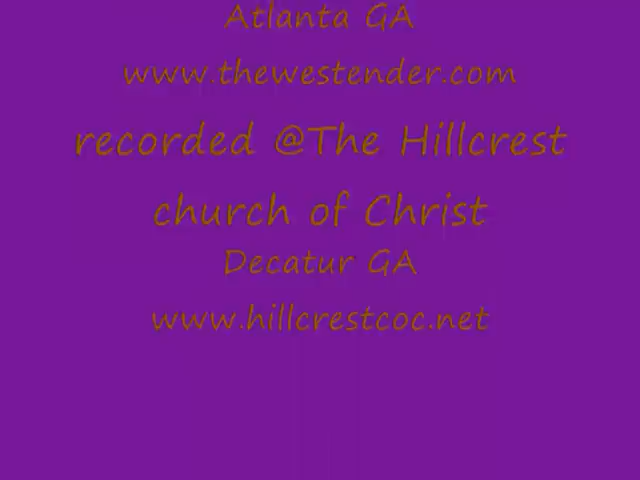 Atlanta GA
www.thewestender.com
recorded @The Hillcrest
church of Christ
Decatur GA
www.hillcrestcoc.net